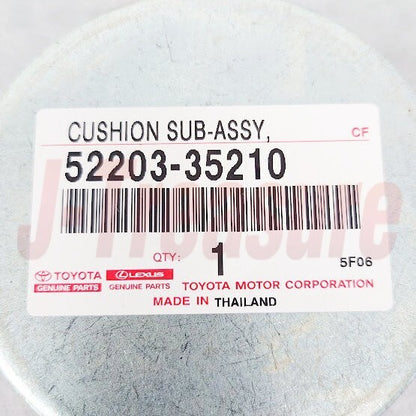 CUSHION SUB-ASSY,
CF
52203-35210
J-Treasure
QTY: 1
5F06
TOYOTA LEXUS
GENUINE PARTS GENUINE PARTS TOYOTA MOTOR CORPORATION
MADE IN THAILAND